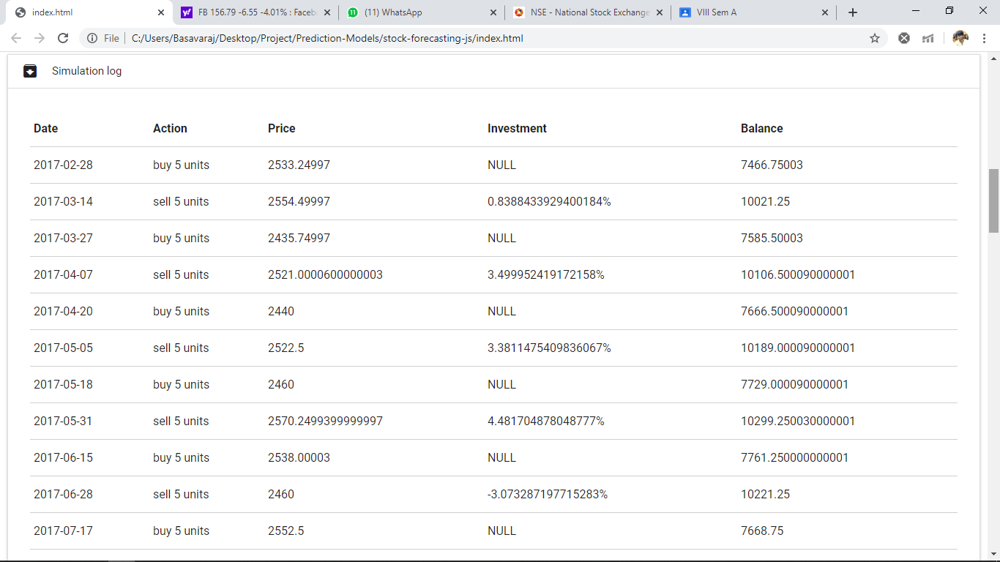 index.html
FB 156.79 -6.55 -4.01% : Faceb
11
(11) WhatsApp
NSE - National Stock Exchange
VIII Sem A
File
C:/Users/Basavaraj/Desktop/Project/Prediction-Models/stock-forecasting-js/index.html
Simulation log
Date Action Price Investment Balance
2017-02-28 buy 5 units 2533.24997 NULL 7466.75003
2017-03-14 sell 5 units 2554.49997 0.8388433929400184% 10021.25
2017-03-27 buy 5 units 2435.74997 NULL 7585.50003
2017-04-07 sell 5 units 2521.0000600000003 3.499952419172158% 10106.500090000001
2017-04-20 buy 5 units 2440 NULL 7666.500090000001
2017-05-05 sell 5 units 2522.5 3.3811475409836067% 10189.000090000001
2017-05-18 buy 5 units 2460 NULL 7729.000090000001
2017-05-31 sell 5 units 2570.2499399999997 4.481704878048777% 10299.250030000001
2017-06-15 buy 5 units 2538.00003 NULL 7761.250000000001
2017-06-28 sell 5 units 2460 -3.073287197715283% 10221.25
2017-07-17 buy 5 units 2552.5 NULL 7668.75